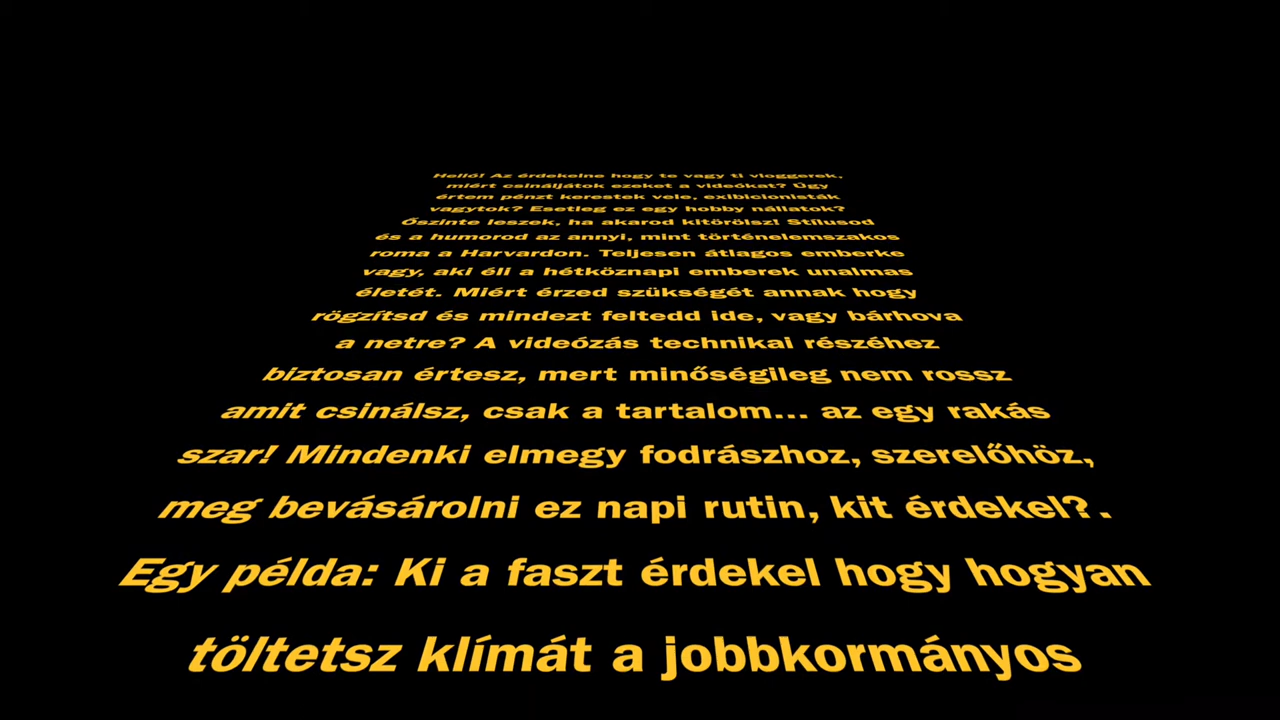 Helló! Az érdekelne hogy te vagy ti vloggerek,
miért csináljátok ezeket a videókat? Úgy
értem pénzt kerestek vele, exibicionisták
vagytok? Esetleg ez egy hobby nállatok?
Őszinte leszek, ha akarod kitörölsz! Stílusod
és a humorod az annyi, mint történelemszakos
roma a Harvardon. Teljesen átlagos emberke
vagy, aki éli a hétköznapi emberek unalmas
életét. Miért érzed szükségét annak hogy
rögzítsd és mindezt feltedd ide, vagy bárhova
a netre? A videózás technikai részéhez
biztosan értesz, mert minőségileg nem rossz
amit csinálsz, csak a tartalom... az egy rakás
szar! Mindenki elmegy fodrászhoz, szerelőhöz,
meg bevásárolni ez napi rutin, kit érdekel?.
Egy példa: Ki a faszt érdekel hogy hogyan
töltetsz klímát a jobbkormányos